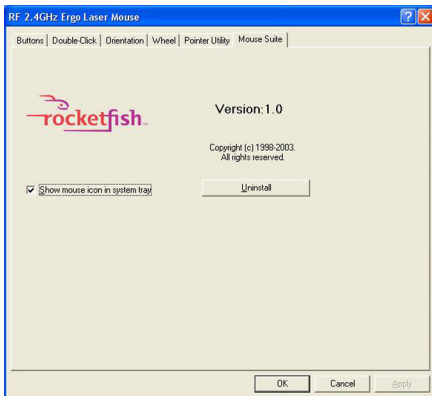 RF 2.4GHz Ergo Laser Mouse
Buttons Double-Click Orientation Wheel Pointer Utility Mouse Suite
rocketfish
Version:1.0
Copyright (c) 1998-2003.
All rights reserved.
Show mouse icon in system tray
Uninstall
OK Cancel Apply